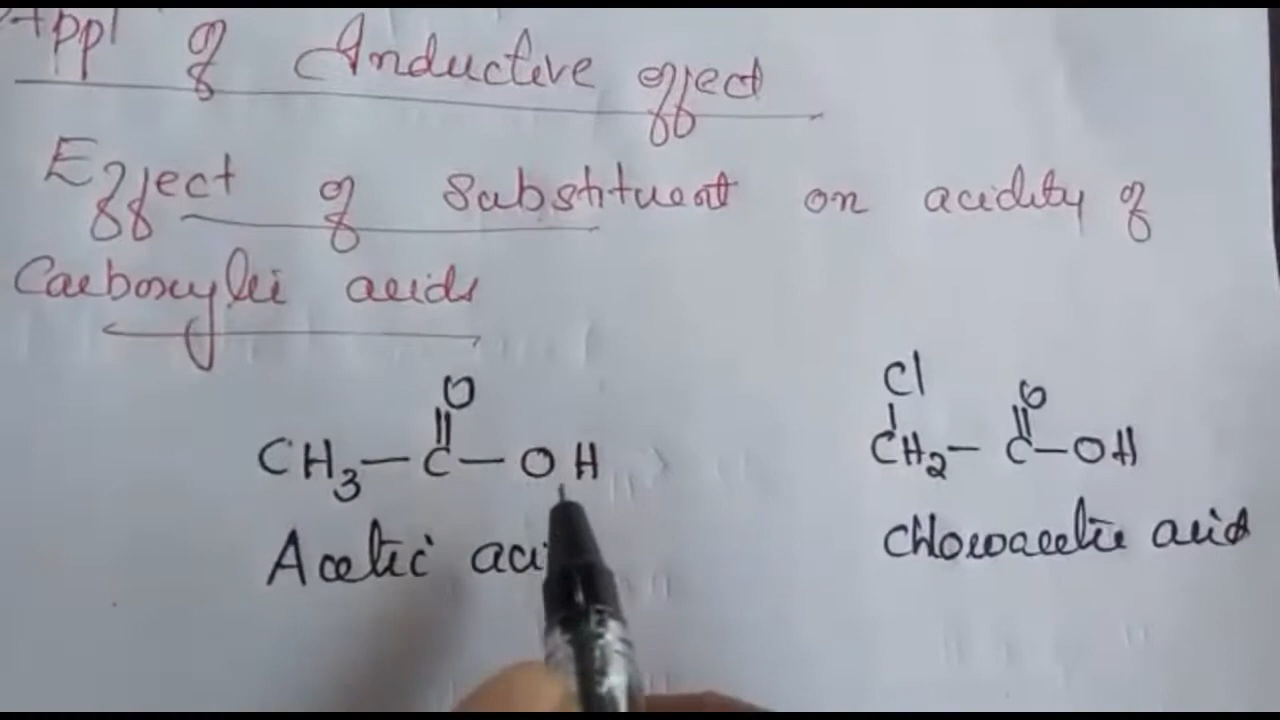 Appl of Inductive effect
Effect of Substituent on acidity of
Carboxylic acids
O
CH3-C-OH
Cl
O
CH2-C-OH
Acetic aci
Chloroacetic acid